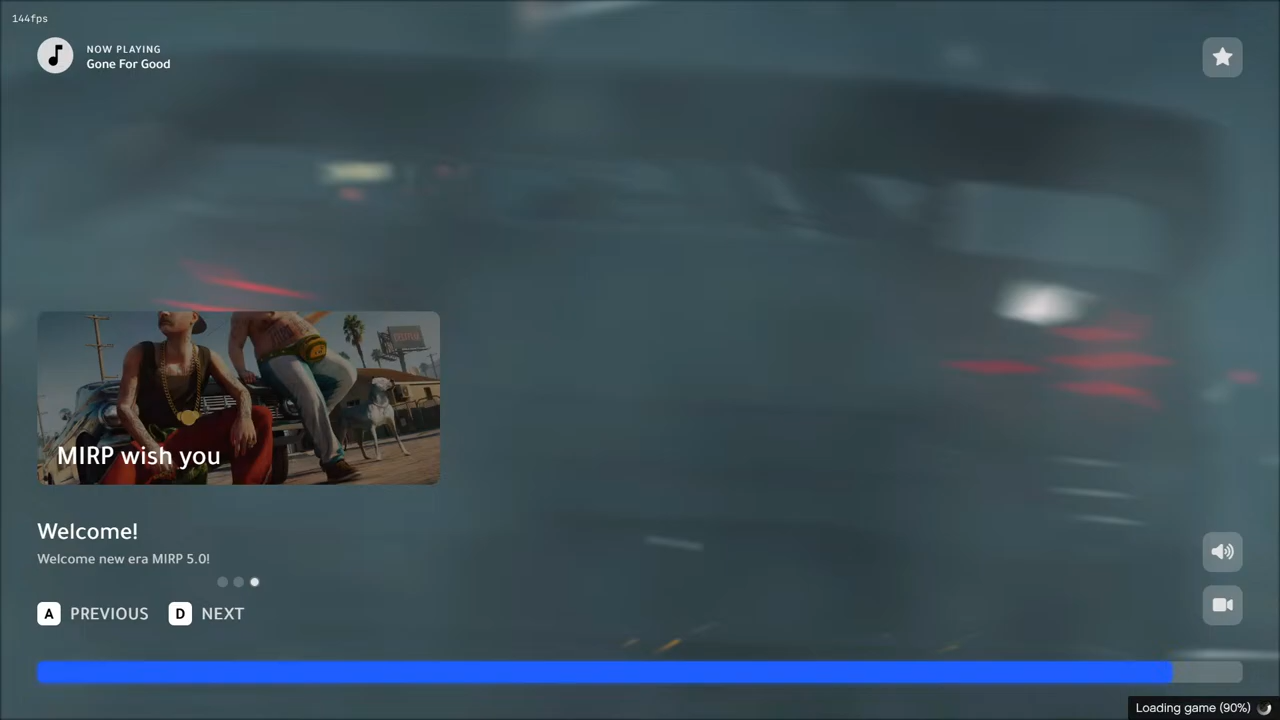 144fps
NOW PLAYING
Gone For Good
MIRP wish you
Welcome!
Welcome new era MIRP 5.0!
A PREVIOUS D NEXT
Loading game (90%)